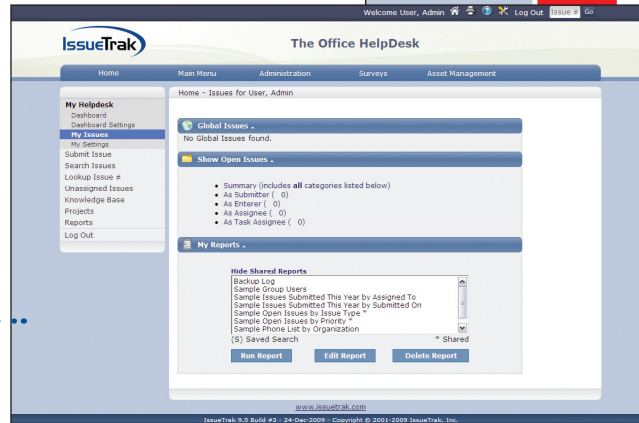 Welcome User, Admin Log Out Issue # Go
IssueTrak
The Office HelpDesk
Home Main Menu Administration Surveys Asset Management
Home - Issues for User, Admin
My Helpdesk
Dashboard
Dashboard Settings
My Issues
My Settings
Submit Issue
Search Issues
Lookup Issue #
Unassigned Issues
Knowledge Base
Projects
Reports
Log Out
Global Issues
No Global Issues found.
Show Open Issues
• Summary (includes all categories listed below)
• As Submitter ( 0)
• As Enterer ( 0)
• As Assignee ( 0)
• As Task Assignee ( 0)
My Reports
Hide Shared Reports
Backup Log
Sample Group Users
Sample Issues Submitted This Year by Assigned To
Sample Issues Submitted This Year by Submitted On
Sample Open Issues by Issue Type *
Sample Open Issues by Priority *
Sample Phone List by Organization
(S) Saved Search * Shared
Run Report Edit Report Delete Report
www.issuetrak.com
IssueTrak 9.5 Build #3 - 24-Dec-2009 - Copyright © 2001-2009 IssueTrak, Inc.